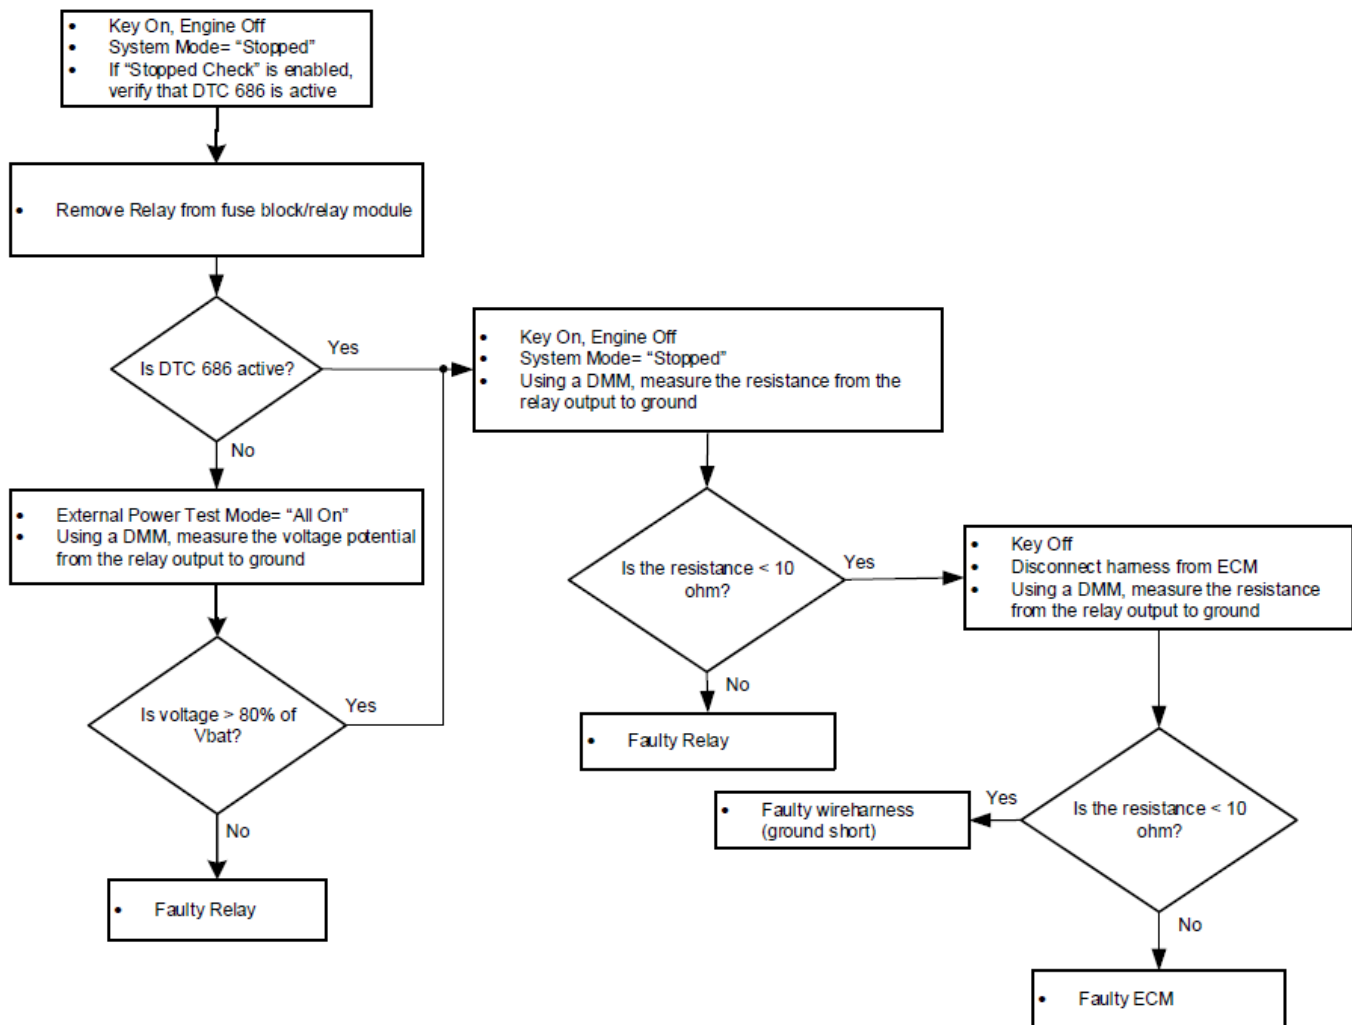 • Key On, Engine Off
• System Mode= “Stopped”
• If “Stopped Check” is enabled,
verify that DTC 686 is active
• Remove Relay from fuse block/relay module
Is DTC 686 active?
Yes
No
• Key On, Engine Off
• System Mode= “Stopped”
• Using a DMM, measure the resistance from the
relay output to ground
• External Power Test Mode= “All On”
• Using a DMM, measure the voltage potential
from the relay output to ground
Is the resistance < 10
ohm?
Yes
No
• Key Off
• Disconnect harness from ECM
• Using a DMM, measure the resistance
from the relay output to ground
Is voltage > 80% of
Vbat?
Yes
No
• Faulty Relay
• Faulty Relay
Is the resistance < 10
ohm?
Yes
No
• Faulty wireharness
(ground short)
• Faulty ECM